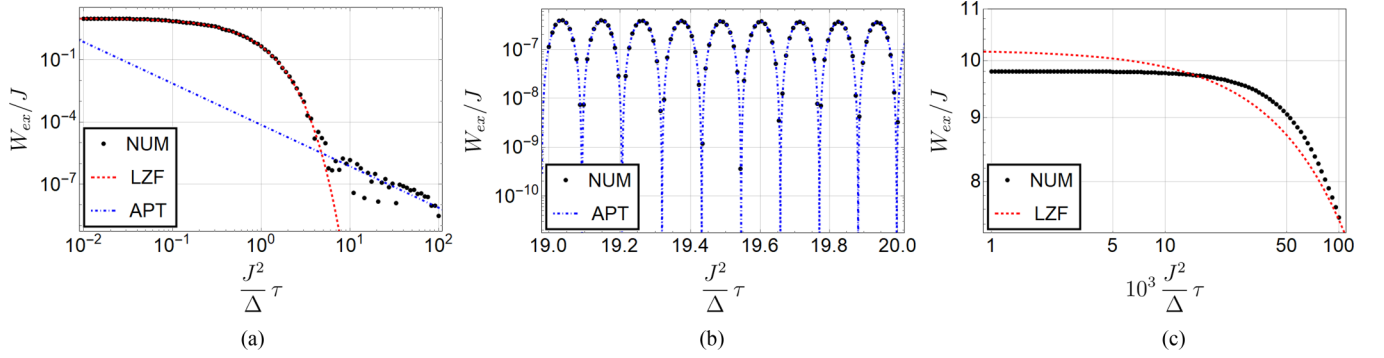 (a)
W_ex/J
10^-1
10^-4
10^-7
NUM
LZF
APT
10^-2 10^-1 10^0 10^1 10^2
J^2/Δ τ
(b)
W_ex/J
10^-7
10^-8
10^-9
10^-10
NUM
APT
19.0 19.2 19.4 19.6 19.8 20.0
J^2/Δ τ
(c)
W_ex/J
11
10
9
8
NUM
LZF
1 5 10 50 100
10^3 J^2/Δ τ